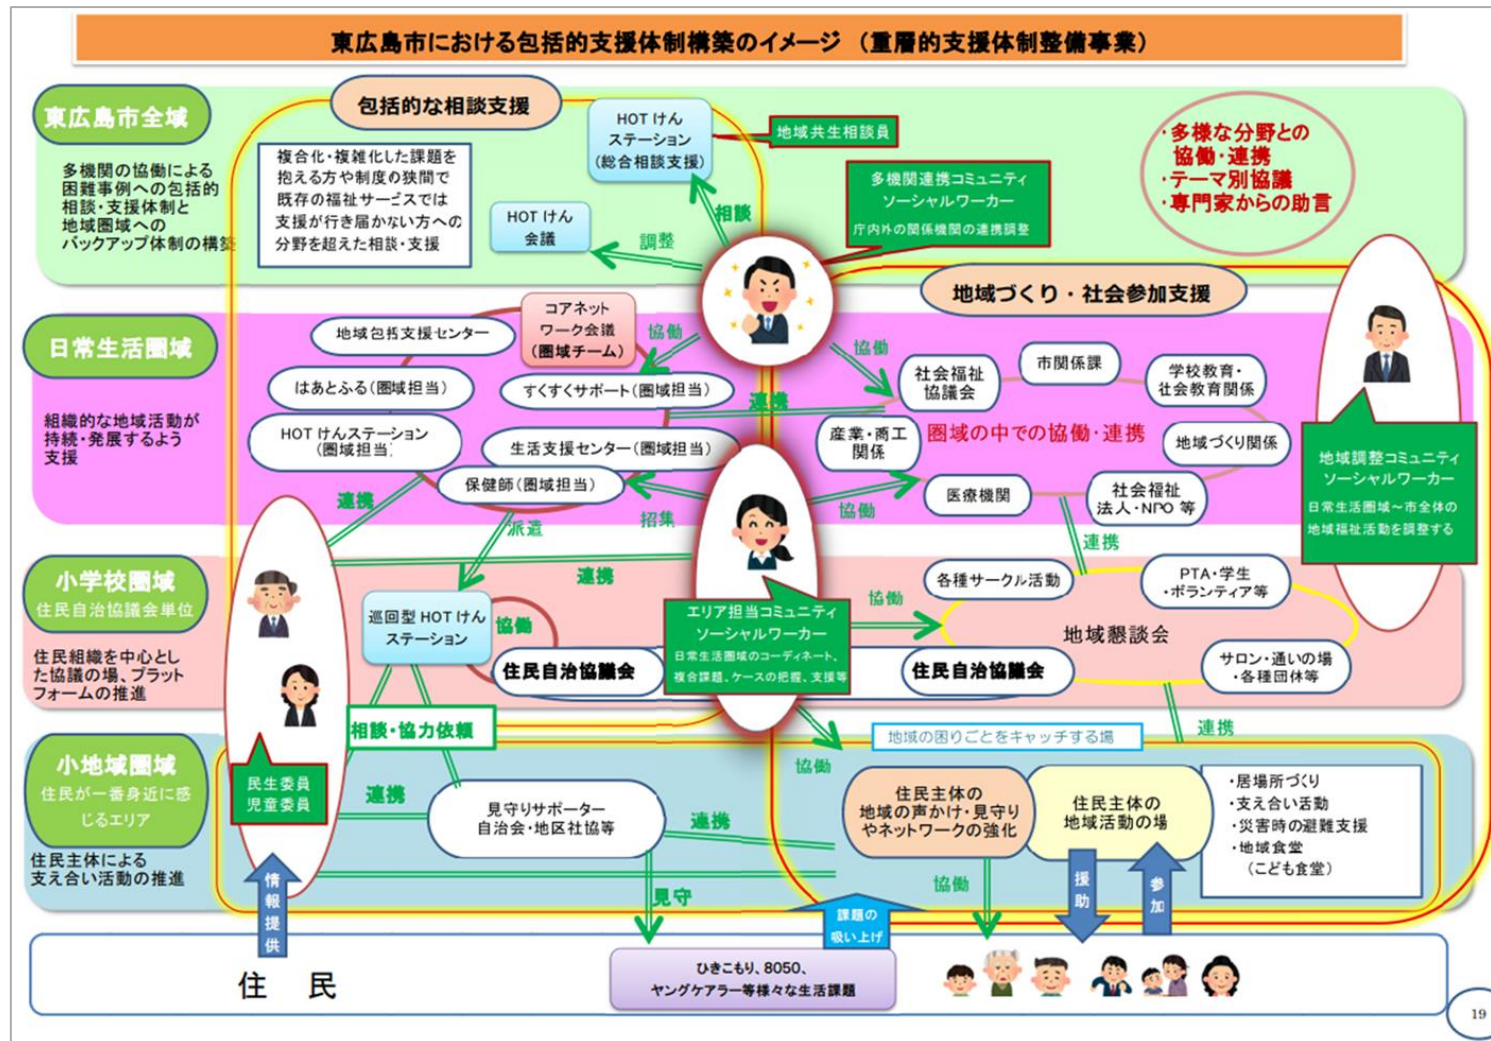 東広島市における包括的支援体制構築のイメージ （重層的支援体制整備事業）
東広島市全域
多機関の協働による
困難事例への包括的
相談・支援体制と
地域圏域への
バックアップ体制の構築
包括的な相談支援
複合化・複雑化した課題を
抱える方や制度の狭間で
既存の福祉サービスでは
支援が行き届かない方への
分野を超えた相談・支援
HOT けん
ステーション
(総合相談支援)
地域共生相談員
HOT けん
会議
相談
調整
多機関連携コミュニティ
ソーシャルワーカー
庁内外の関係機関の連携調整
・多様な分野との
協働・連携
・テーマ別協議
・専門家からの助言
地域づくり・社会参加支援
日常生活圏域
組織的な地域活動が
持続・発展するよう
支援
コアネット
ワーク会議
(圏域チーム)
地域包括支援センター
はあとふる(圏域担当)
すくすくサポート(圏域担当)
HOT けんステーション
(圏域担当)
生活支援センター(圏域担当)
保健師(圏域担当)
協働
協働
連携
連携
派遣
招集
協働
社会福祉
協議会
市関係課
学校教育・
社会教育関係
産業・商工
関係
圏域の中での協働・連携
地域づくり関係
医療機関
社会福祉
法人・NPO 等
連携
地域調整コミュニティ
ソーシャルワーカー
日常生活圏域～市全体の
地域福祉活動を調整する
小学校圏域
住民自治協議会単位
住民組織を中心とし
た協議の場、プラット
フォームの推進
連携
巡回型 HOT けん
ステーション
協働
住民自治協議会
エリア担当コミュニティ
ソーシャルワーカー
日常生活圏域のコーディネート、
複合課題、ケースの把握、支援等
協働
各種サークル活動
PTA・学生
・ボランティア等
地域懇談会
住民自治協議会
サロン・通いの場
・各種団体等
連携
相談・協力依頼
小地域圏域
住民が一番身近に感
じるエリア
住民主体による
支え合い活動の推進
民生委員
児童委員
連携
見守りサポーター
自治会・地区社協等
連携
協働
地域の困りごとをキャッチする場
住民主体の
地域の声かけ・見守り
やネットワークの強化
住民主体の
地域活動の場
・居場所づくり
・支え合い活動
・災害時の避難支援
・地域食堂
（こども食堂）
情報提供
見守
協働
援助
参加
課題の
吸い上げ
住 民
ひきこもり、8050、
ヤングケアラー等様々な生活課題
19